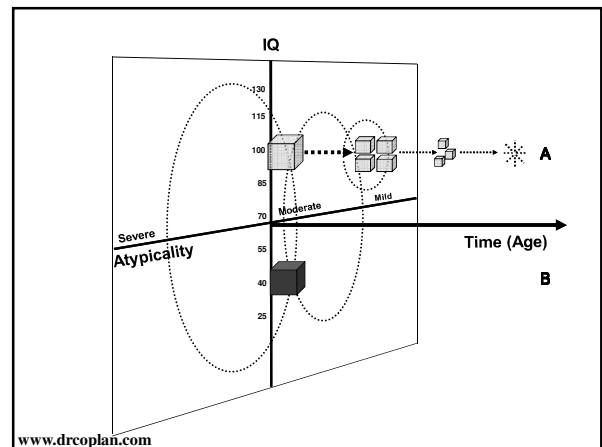 IQ
130
115
100
85
70
55
40
25
Severe
Moderate
Mild
Atypicality
Time (Age)
A
B
www.drcoplan.com